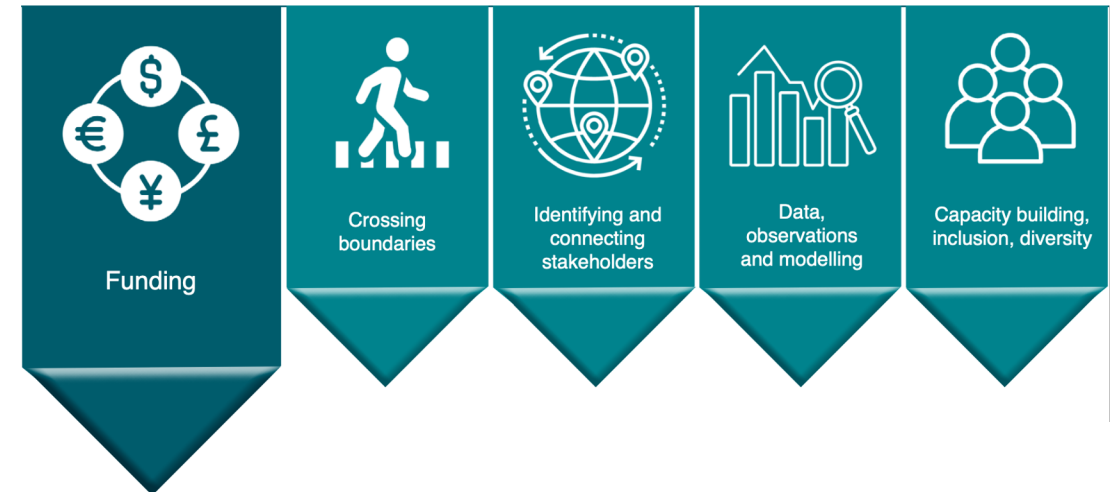 $
€
£
¥
Funding
Crossing
boundaries
Identifying and
connecting
stakeholders
Data,
observations
and modelling
Capacity building,
inclusion, diversity